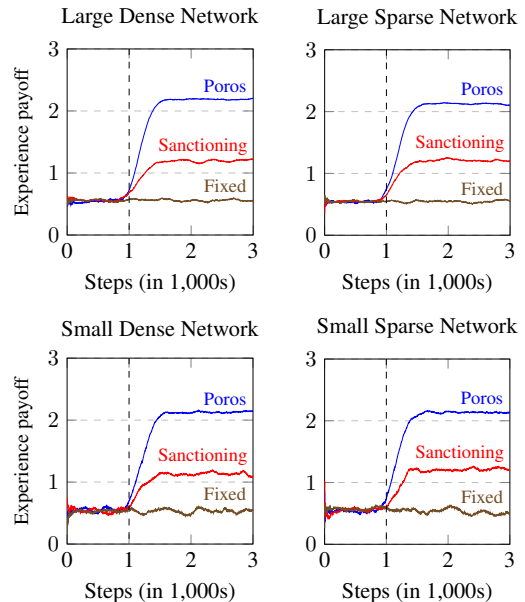 Large Dense Network
Experience payoff
3
2
1
0
Poros
Sanctioning
Fixed
0 1 2 3
Steps (in 1,000s)
Large Sparse Network
3
2
1
0
Poros
Sanctioning
Fixed
0 1 2 3
Steps (in 1,000s)
Small Dense Network
Experience payoff
3
2
1
0
Poros
Sanctioning
Fixed
0 1 2 3
Steps (in 1,000s)
Small Sparse Network
3
2
1
0
Poros
Sanctioning
Fixed
0 1 2 3
Steps (in 1,000s)